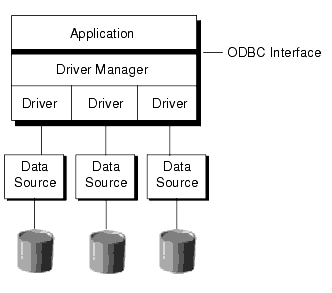 Application
ODBC Interface
Driver Manager
Driver Driver Driver
Data Data Data
Source Source Source